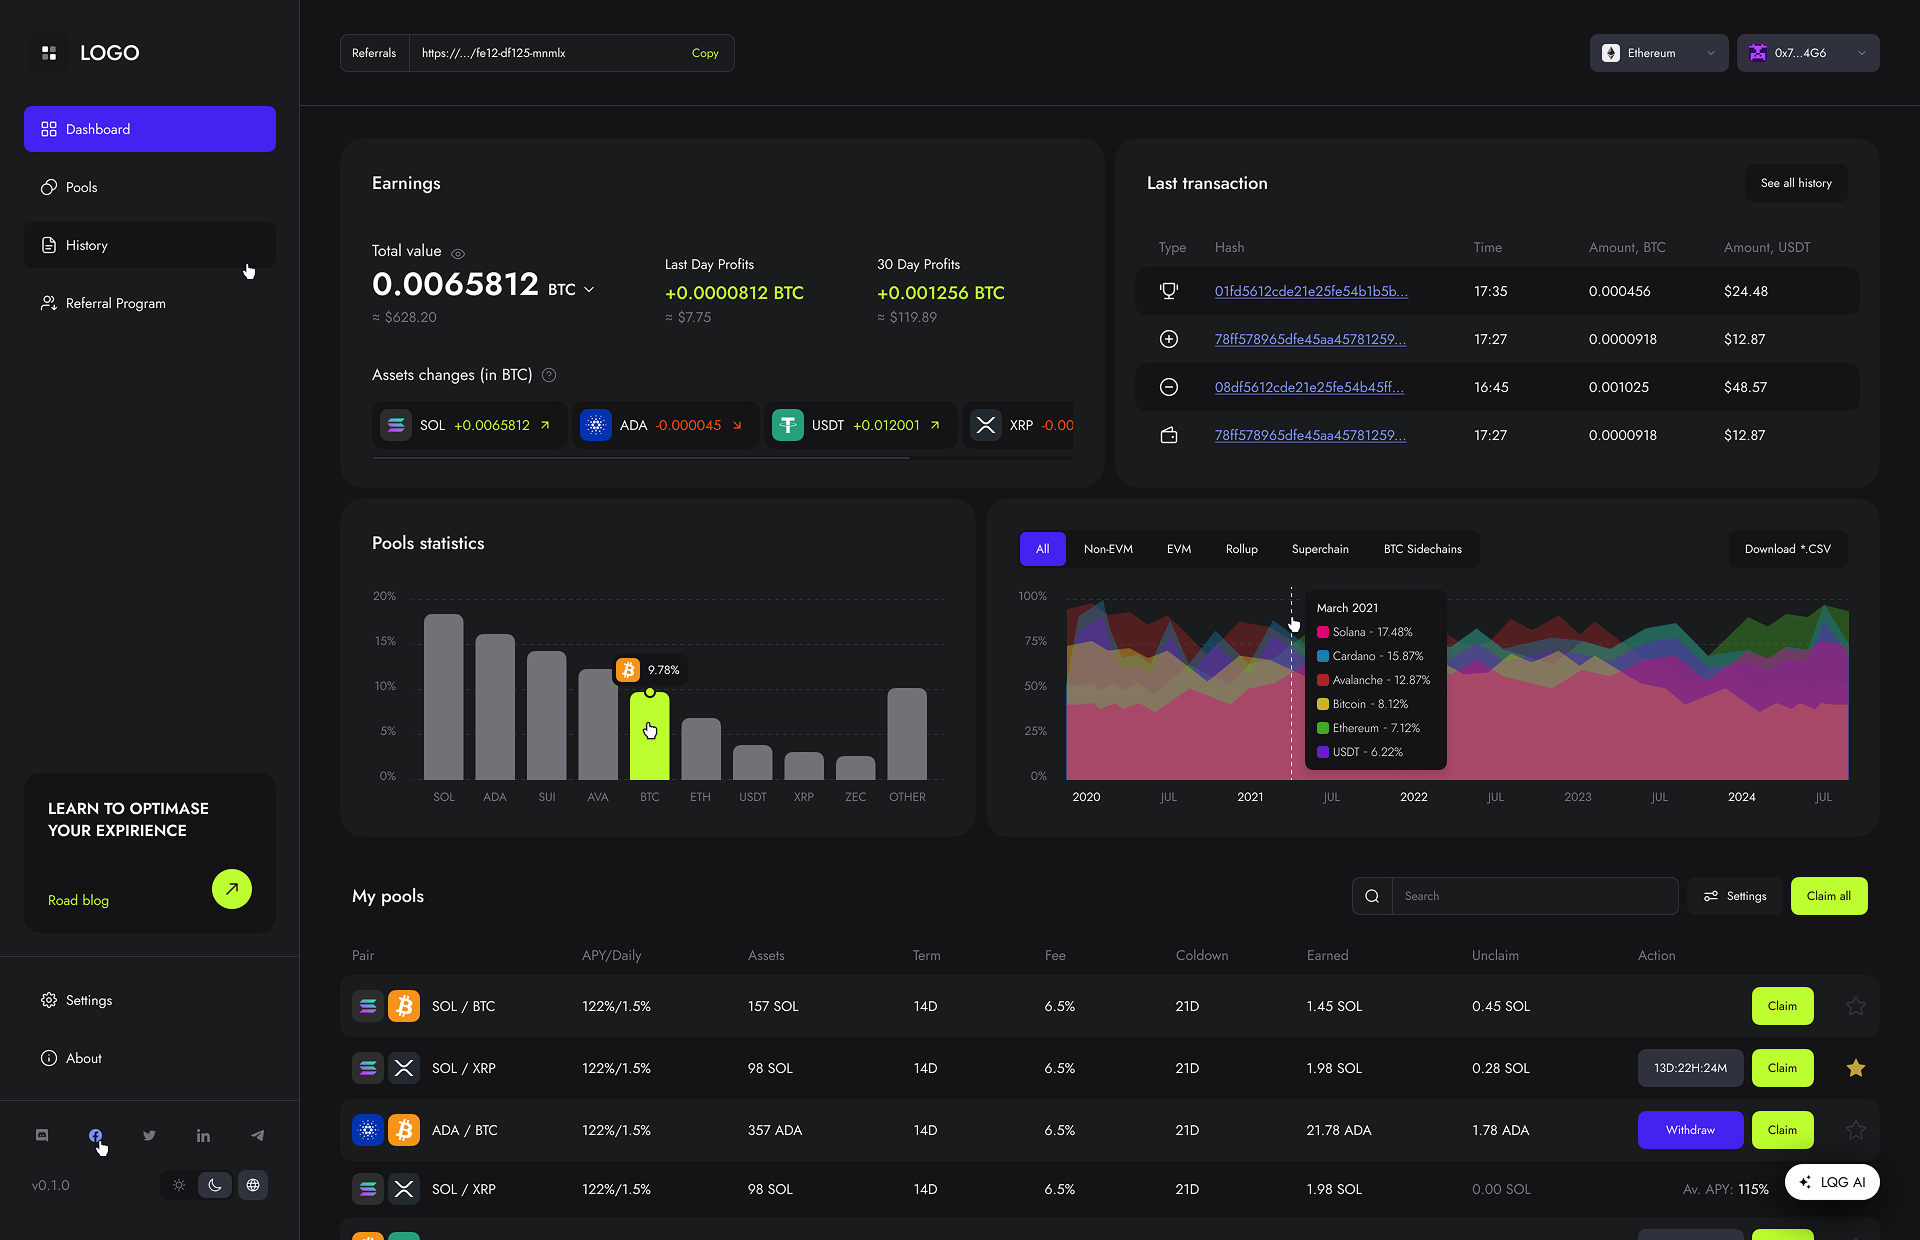 LOGO
Dashboard
Pools
History
Referral Program
LEARN TO OPTIMASE
YOUR EXPIRIENCE
Road blog
Settings
About
v0.1.0
Referrals https://.../fe12-df125-mnmlx Copy
Ethereum 0x7...4G6
Earnings
Total value
0.0065812 BTC
≈ $628.20
Last Day Profits
+0.0000812 BTC
≈ $7.75
30 Day Profits
+0.001256 BTC
≈ $119.89
Assets changes (in BTC)
SOL +0.0065812 ADA -0.000045 USDT +0.012001 XRP -0.00
Last transaction See all history
Type Hash Time Amount, BTC Amount, USDT
01fd5612cde21e25fe54b1b5b... 17:35 0.000456 $24.48
78ff578965dfe45aa45781259... 17:27 0.0000918 $12.87
08df5612cde21e25fe54b45ff... 16:45 0.001025 $48.57
78ff578965dfe45aa45781259... 17:27 0.0000918 $12.87
Pools statistics
20%
15%
10%
5%
0%
9.78%
SOL ADA SUI AVA BTC ETH USDT XRP ZEC OTHER
All Non-EVM EVM Rollup Superchain BTC Sidechains Download *.CSV
100%
75%
50%
25%
0%
March 2021
Solana - 17.48%
Cardano - 15.87%
Avalanche - 12.87%
Bitcoin - 8.12%
Ethereum - 7.12%
USDT - 6.22%
2020 JUL 2021 JUL 2022 JUL 2023 JUL 2024 JUL
My pools Search Settings Claim all
Pair APY/Daily Assets Term Fee Coldown Earned Unclaim Action
SOL / BTC 122%/1.5% 157 SOL 14D 6.5% 21D 1.45 SOL 0.45 SOL Claim
SOL / XRP 122%/1.5% 98 SOL 14D 6.5% 21D 1.98 SOL 0.28 SOL 13D:22H:24M Claim
ADA / BTC 122%/1.5% 357 ADA 14D 6.5% 21D 21.78 ADA 1.78 ADA Withdraw Claim
SOL / XRP 122%/1.5% 98 SOL 14D 6.5% 21D 1.98 SOL 0.00 SOL Av. APY: 115%
LQG AI